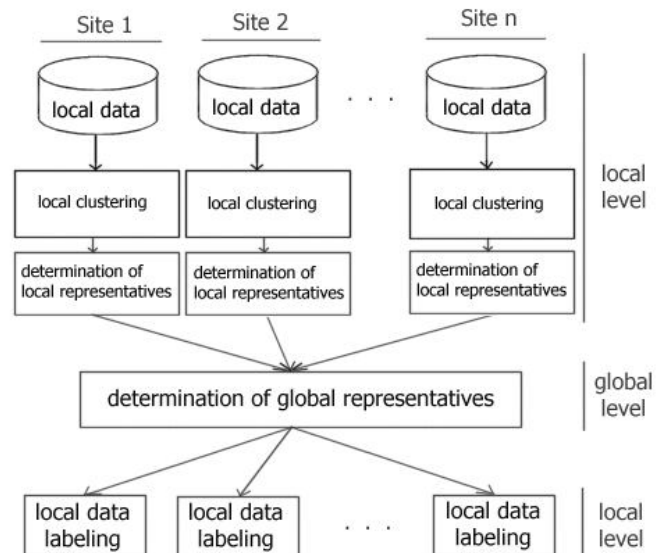 Site 1
Site 2
Site n
local data
local data
. . .
local data
local clustering
local clustering
local clustering
local
level
determination of
local representatives
determination of
local representatives
determination of
local representatives
determination of global representatives
global
level
local data
labeling
local data
labeling
. . .
local data
labeling
local
level